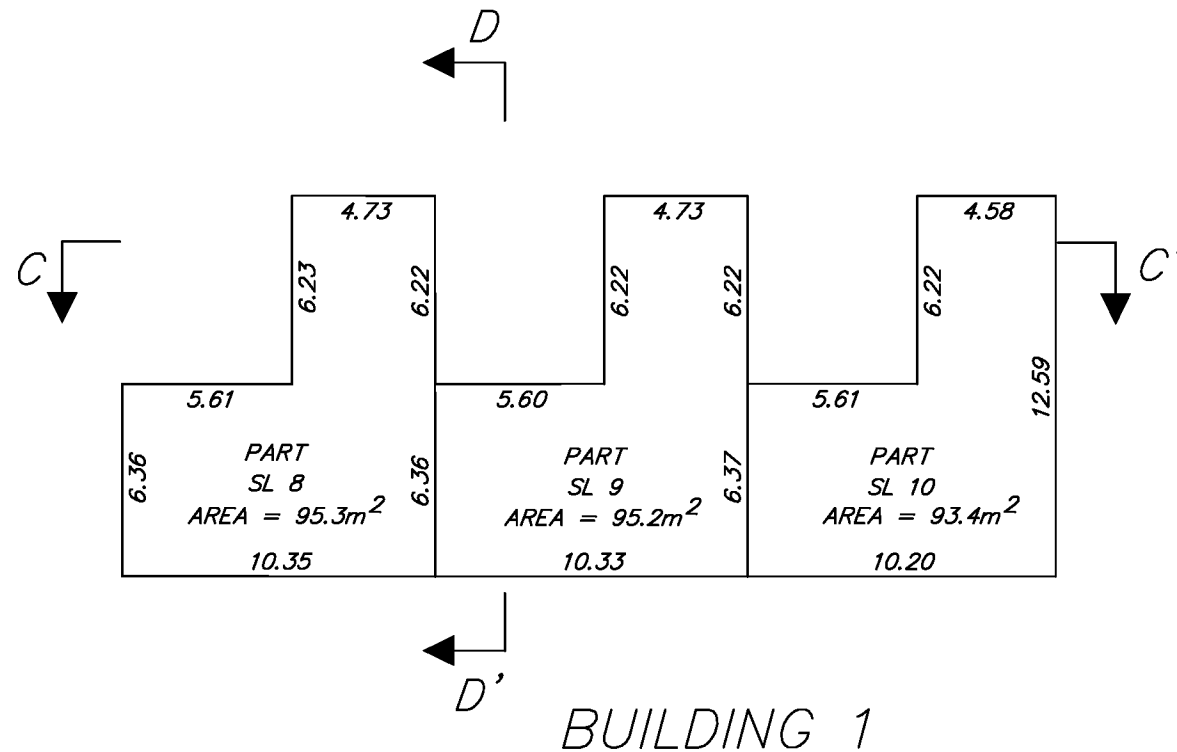 D
4.73
4.73
4.58
C
C'
6.23
6.22
6.22
6.22
6.22
5.61
5.60
5.61
12.59
6.36
6.36
6.37
PART
SL 8
AREA = 95.3m²
PART
SL 9
AREA = 95.2m²
PART
SL 10
AREA = 93.4m²
10.35
10.33
10.20
D'
BUILDING 1